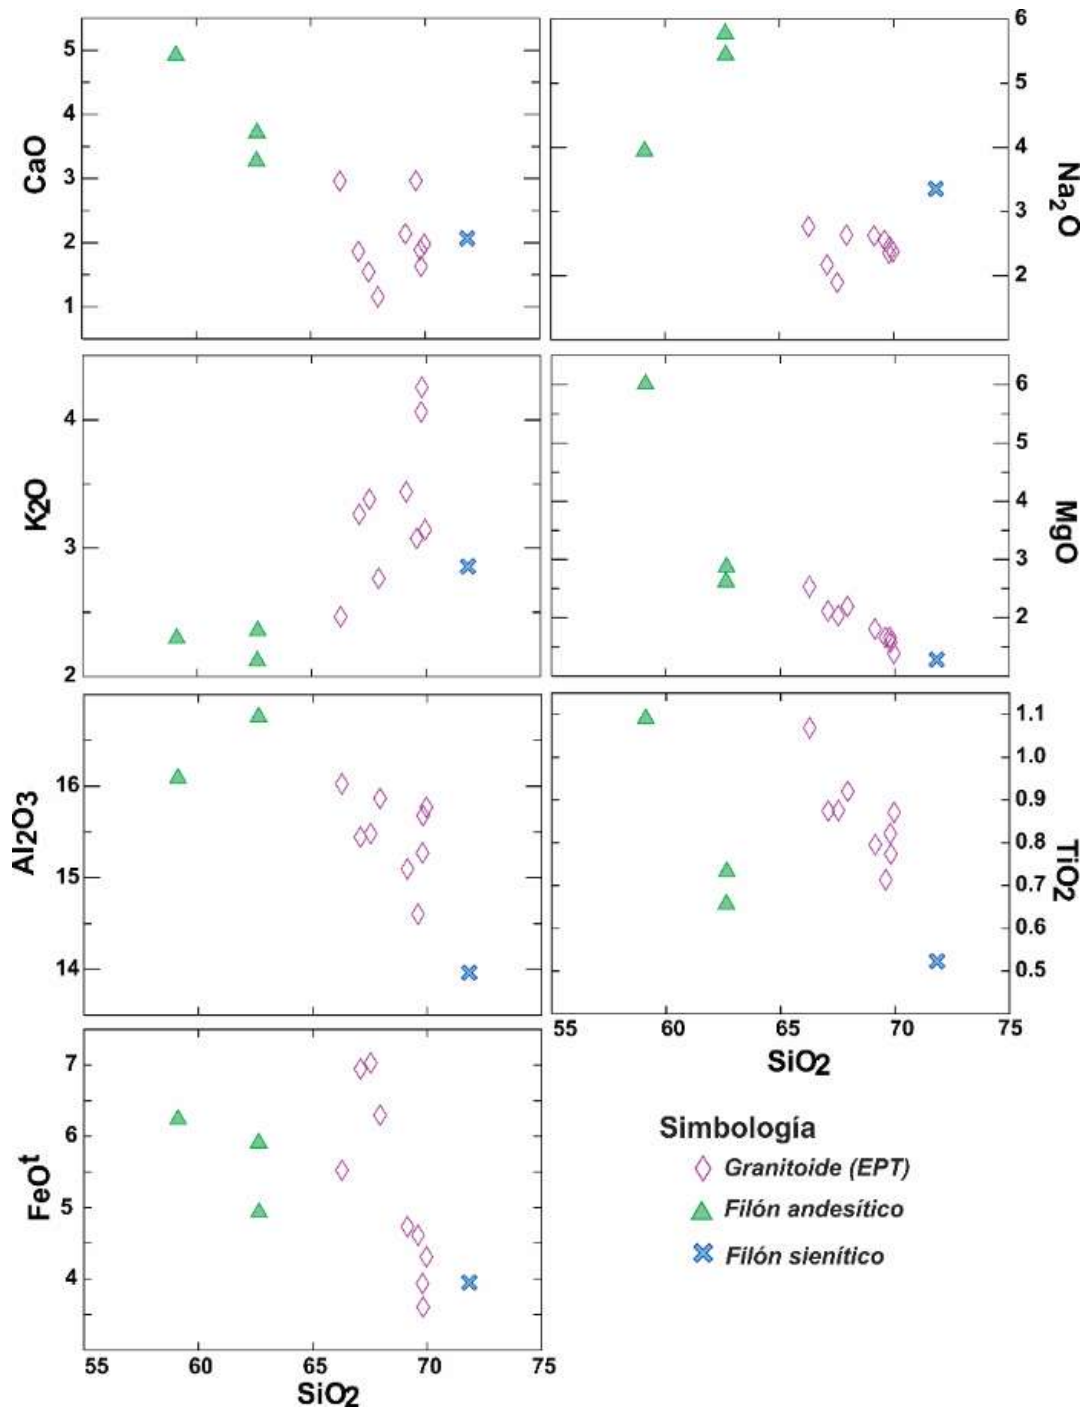 CaO
5
4
3
2
1
Na2O
6
5
4
3
2
K2O
4
3
2
MgO
6
5
4
3
2
Al2O3
16
15
14
TiO2
1.1
1.0
0.9
0.8
0.7
0.6
0.5
55 60 65 70 75
SiO2
FeOt
7
6
5
4
55 60 65 70 75
SiO2
Simbología
Granitoide (EPT)
Filón andesítico
Filón sienítico